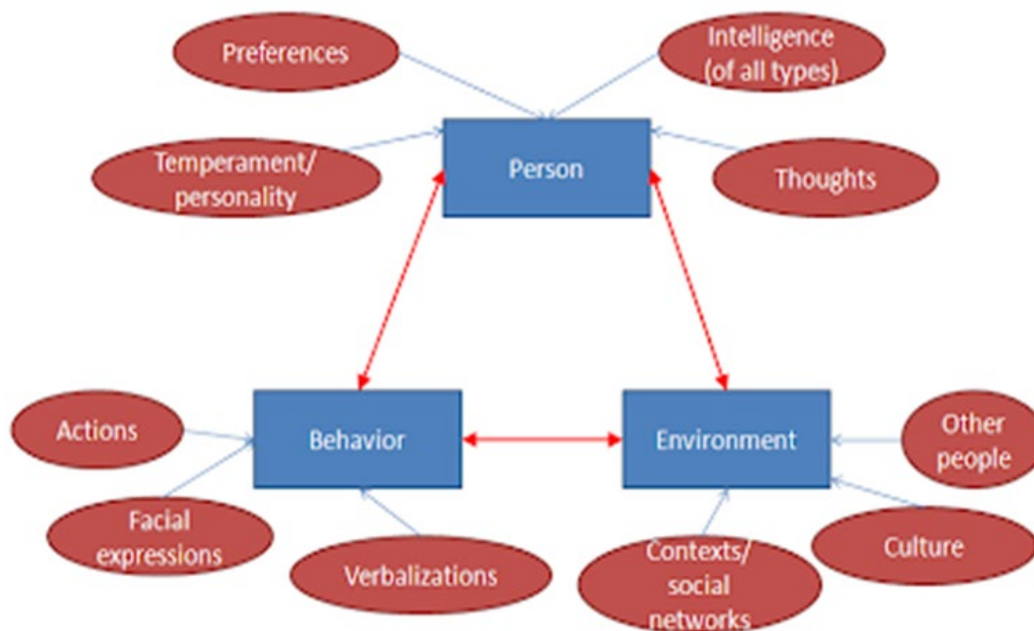 Preferences
Intelligence
(of all types)
Temperament/
personality
Person
Thoughts
Actions
Behavior
Environment
Other
people
Facial
expressions
Verbalizations
Contexts/
social
networks
Culture